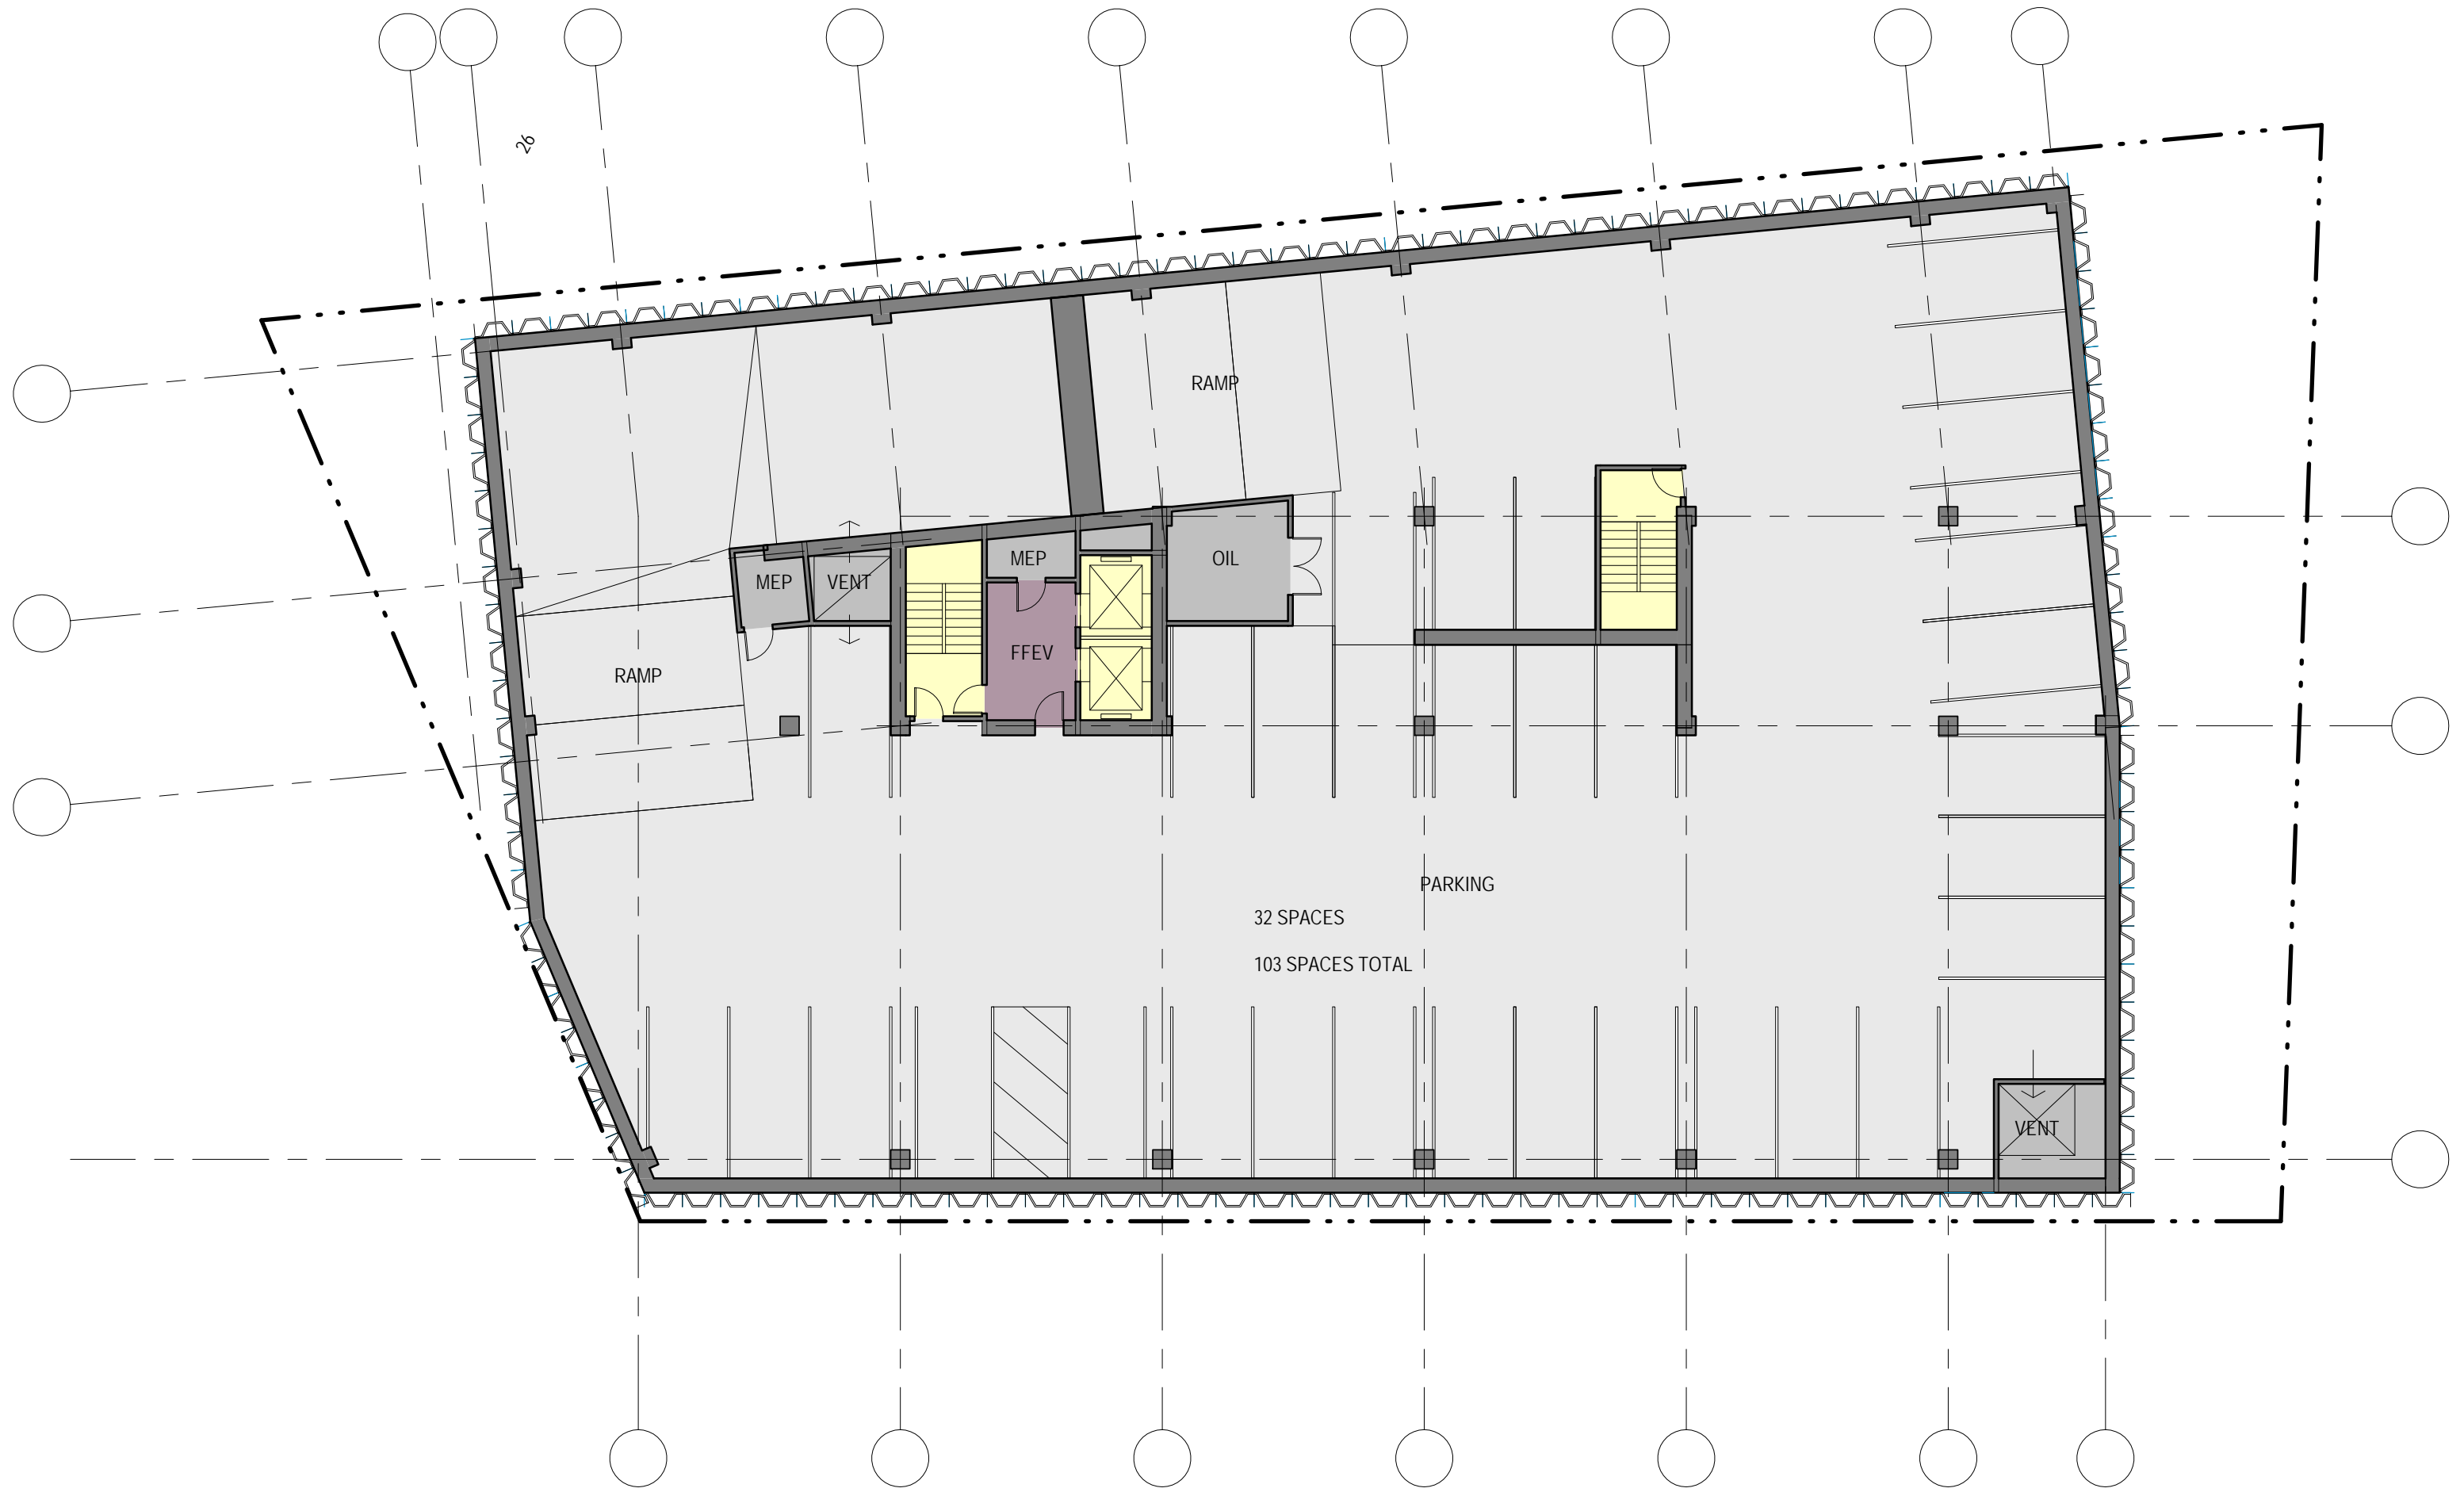 26
RAMP
MEP
OIL
MEP
VENT
FFEV
RAMP
PARKING
32 SPACES
103 SPACES TOTAL
VENT